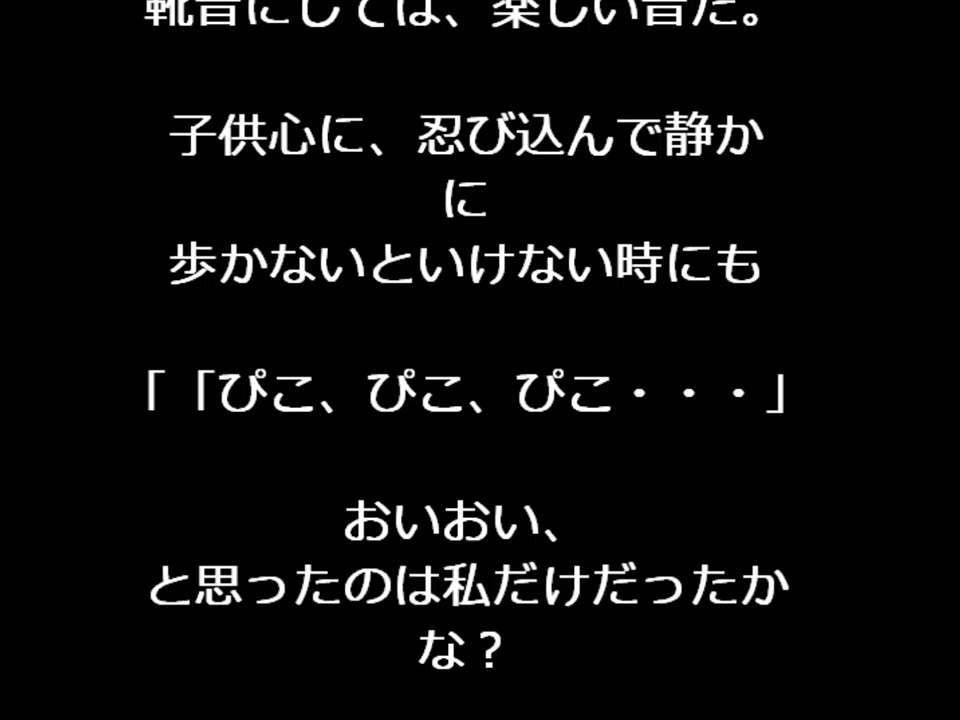 靴音にしては、楽しい音だ。
子供心に、忍び込んで静か
に
歩かないといけない時にも
「「ぴこ、ぴこ、ぴこ・・・」
おいおい、
と思ったのは私だけだったか
な？